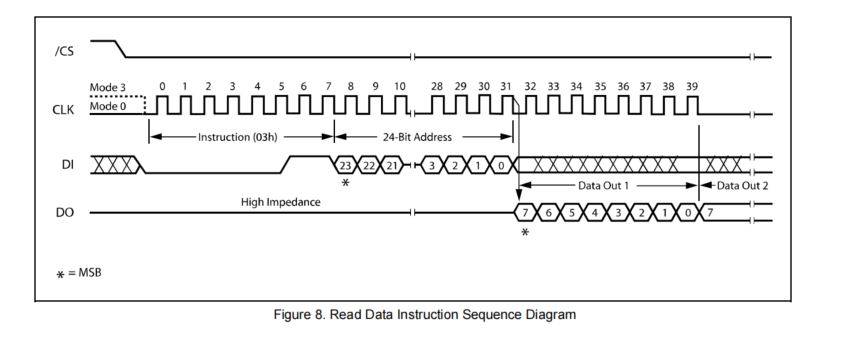 /CS
Mode 3 0 1 2 3 4 5 6 7 8 9 10 28 29 30 31 32 33 34 35 36 37 38 39
CLK Mode 0
Instruction (03h) 24-Bit Address
DI 23 22 21 3 2 1 0
* Data Out 1 Data Out 2
High Impedance
DO 7 6 5 4 3 2 1 0 7
*
* = MSB
Figure 8. Read Data Instruction Sequence Diagram